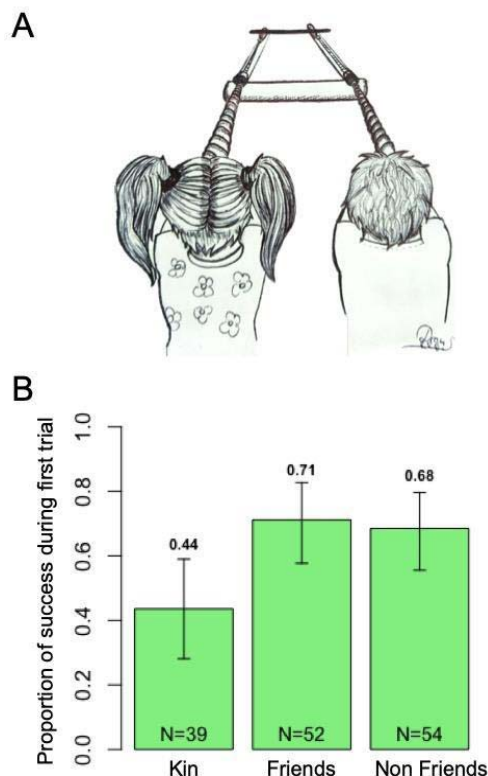 A
B
Proportion of success during first trial
1.0
0.8
0.6
0.4
0.2
0.0
0.44
0.71
0.68
N=39
N=52
N=54
Kin
Friends
Non Friends